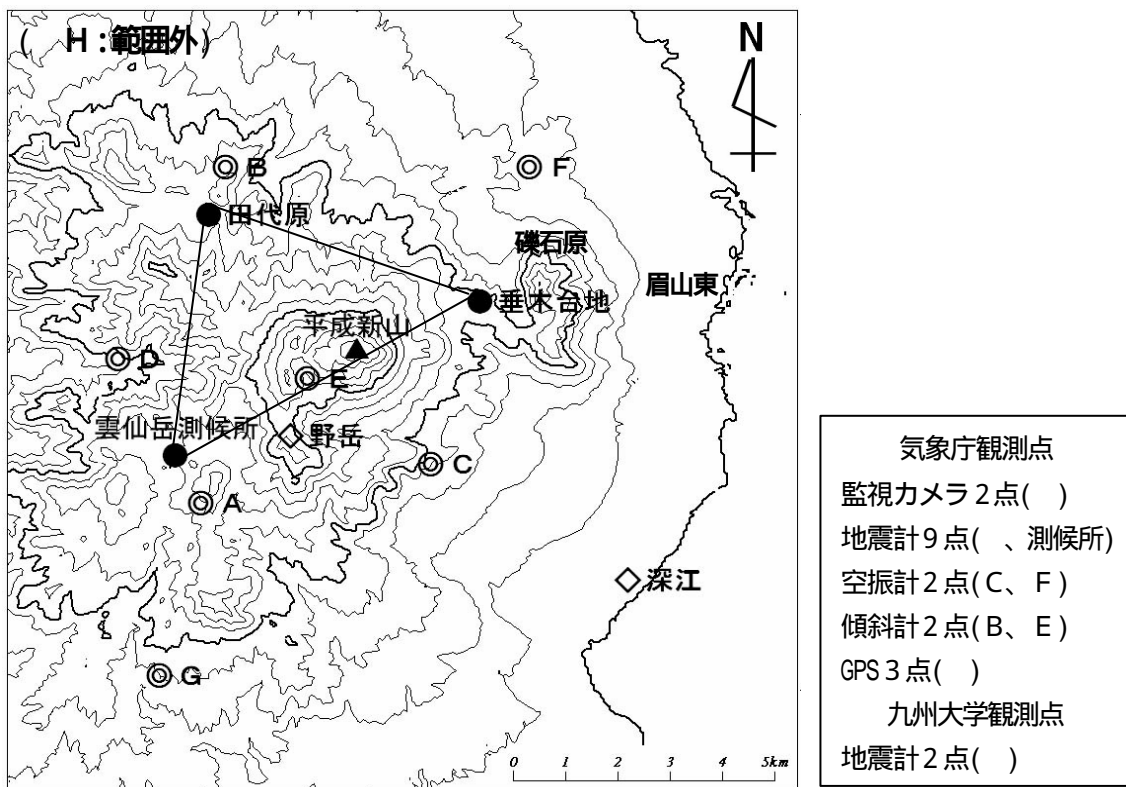 ( H:範囲外)
N
B
F
田代原
礫石原
眉山東
垂木台地
平成新山
D
E
雲仙岳測候所
野岳
C
A
深江
G
0 1 2 3 4 5km
気象庁観測点
監視カメラ2点( )
地震計9点( 、測候所)
空振計2点(C、F)
傾斜計2点(B、E)
GPS3点( )
九州大学観測点
地震計2点( )